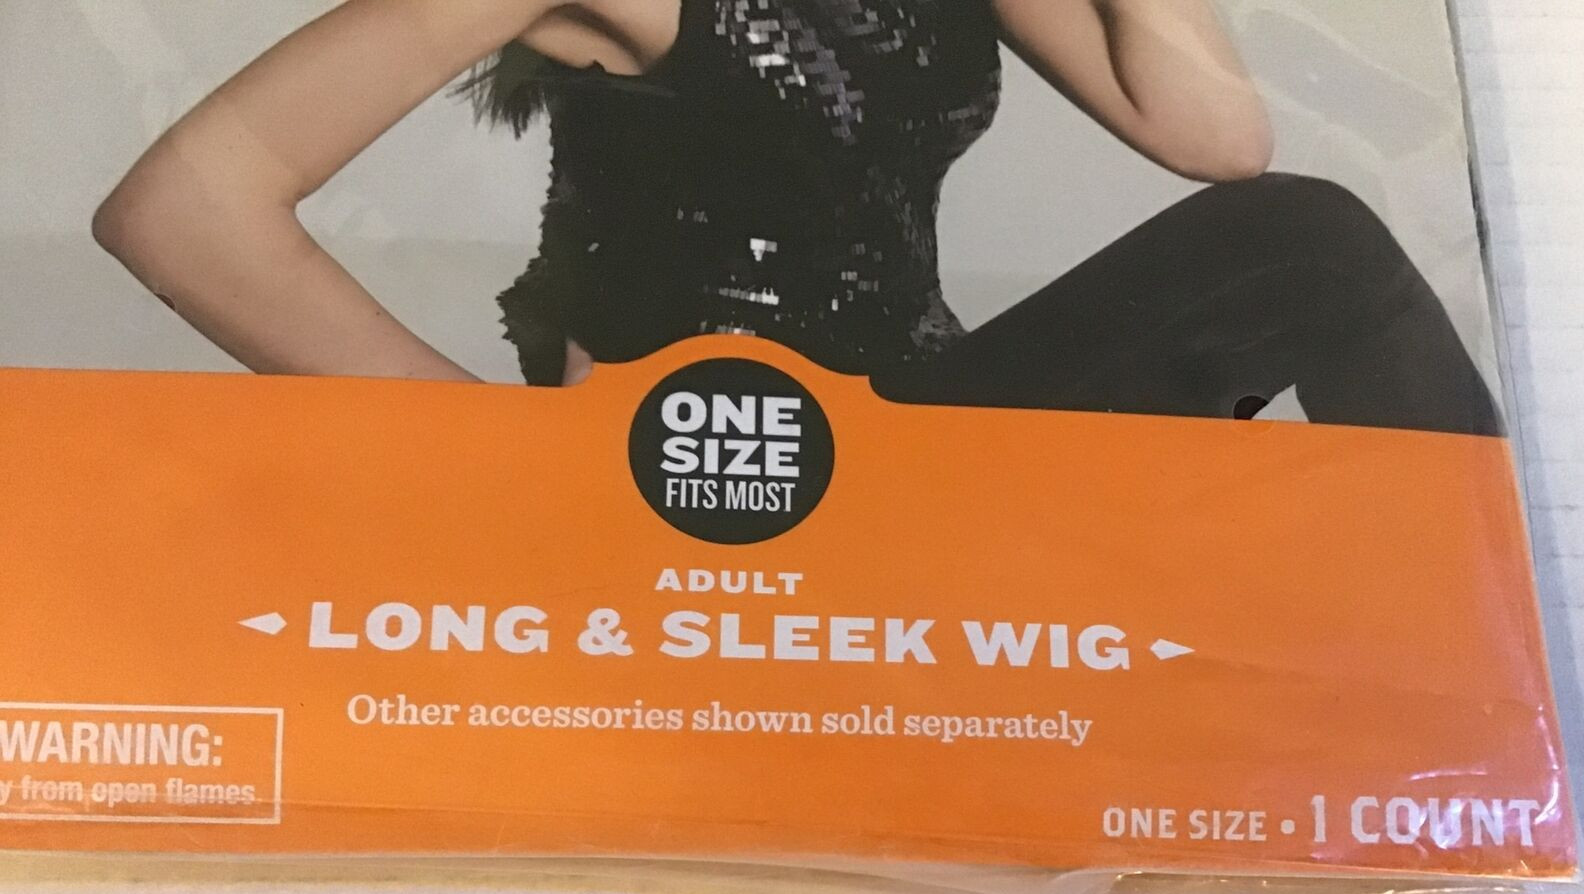 ONE
SIZE
FITS MOST
ADULT
LONG & SLEEK WIG
Other accessories shown sold separately
WARNING:
from open flames
ONE SIZE • 1 COUNT